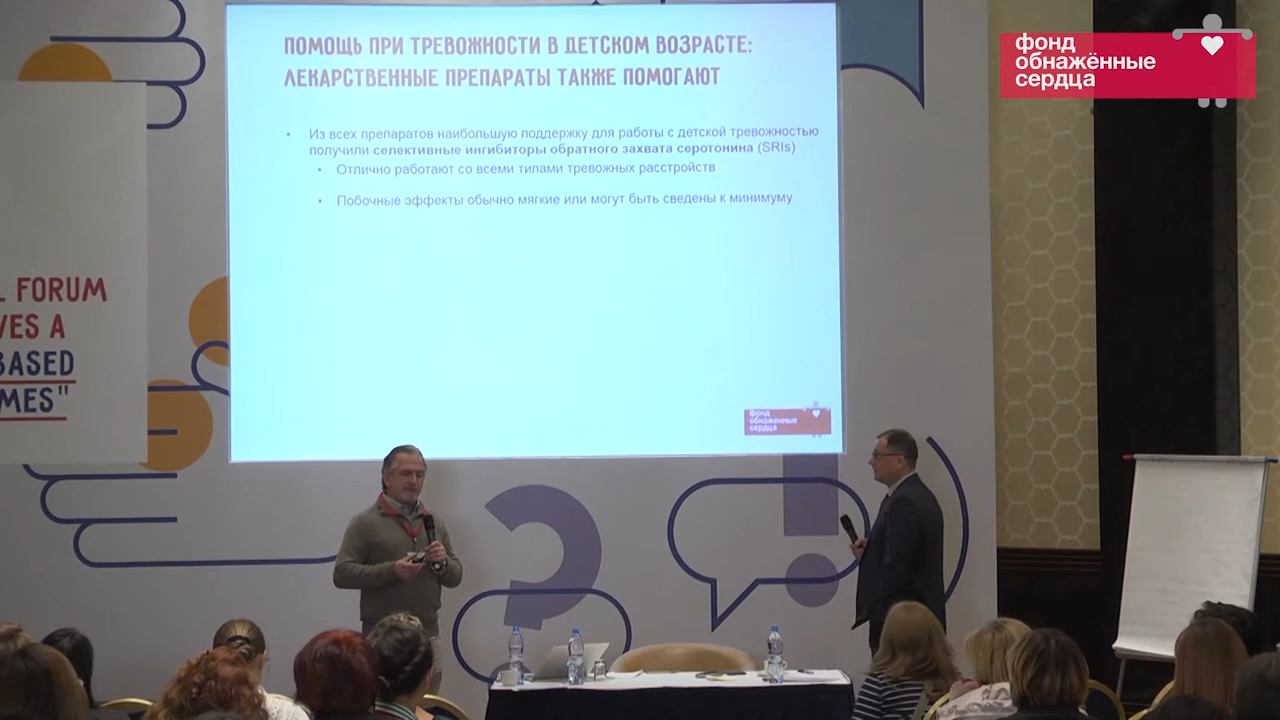 ПОМОЩЬ ПРИ ТРЕВОЖНОСТИ В ДЕТСКОМ ВОЗРАСТЕ:
ЛЕКАРСТВЕННЫЕ ПРЕПАРАТЫ ТАКЖЕ ПОМОГАЮТ
• Из всех препаратов наибольшую поддержку для работы с детской тревожностью
получили селективные ингибиторы обратного захвата серотонина (SRIs)
• Отлично работают со всеми типами тревожных расстройств
• Побочные эффекты обычно мягкие или могут быть сведены к минимуму
фонд
обнажённые
сердца
фонд
обнажённые
сердца
L FORUM
VES A
BASED
MES"